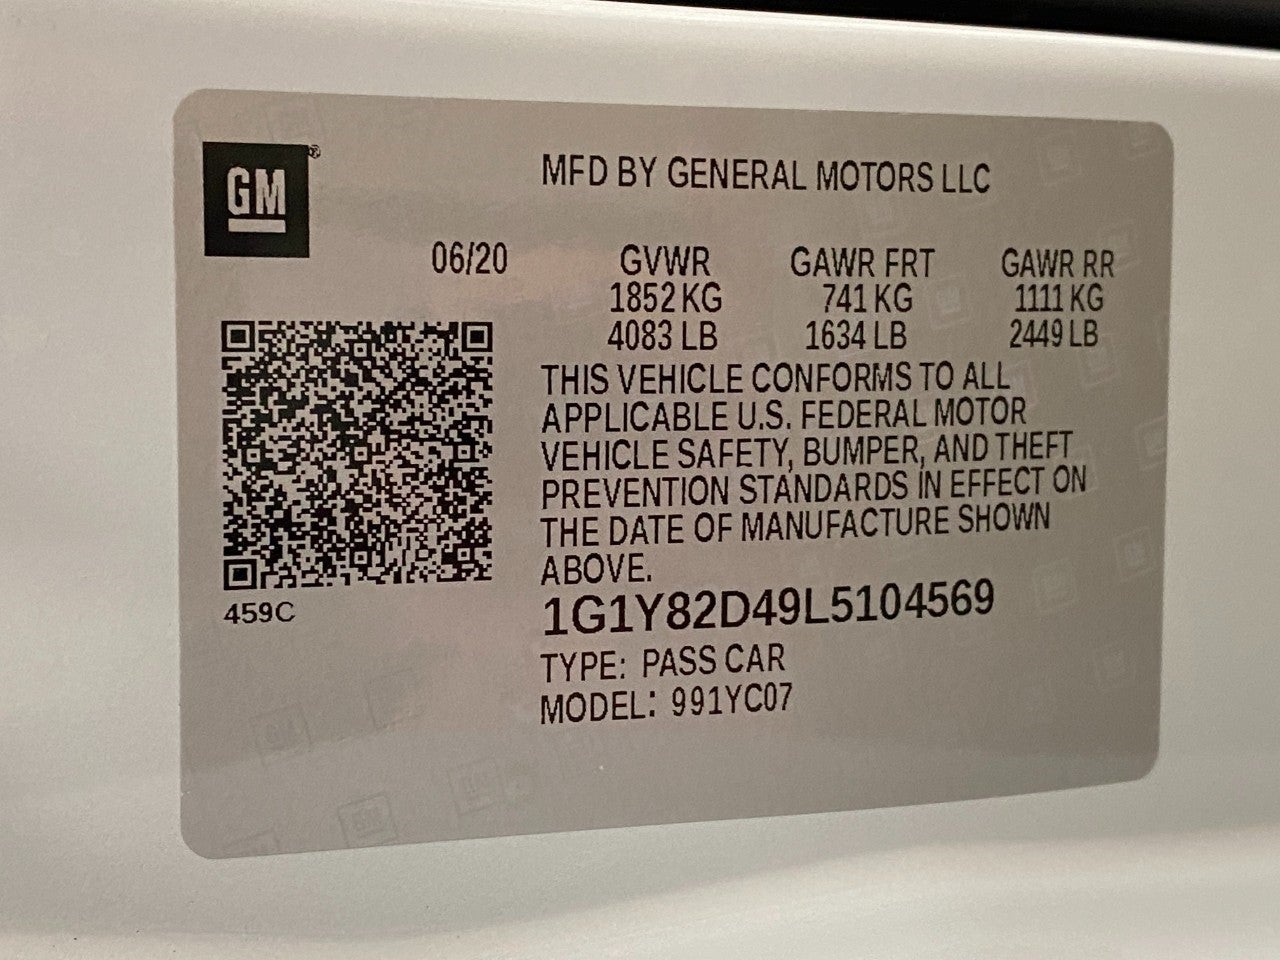 GM®
MFD BY GENERAL MOTORS LLC
06/20 GVWR GAWR FRT GAWR RR
1852 KG 741 KG 1111 KG
4083 LB 1634 LB 2449 LB
THIS VEHICLE CONFORMS TO ALL
APPLICABLE U.S. FEDERAL MOTOR
VEHICLE SAFETY, BUMPER, AND THEFT
PREVENTION STANDARDS IN EFFECT ON
THE DATE OF MANUFACTURE SHOWN
ABOVE.
459C
1G1Y82D49L5104569
TYPE: PASS CAR
MODEL: 991YC07